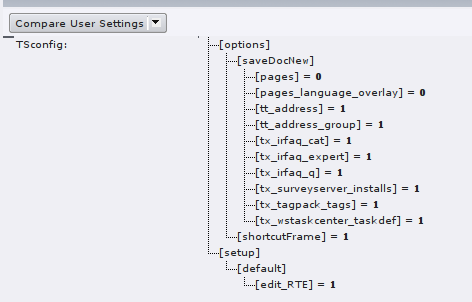 Compare User Settings
TSconfig:
[options]
[saveDocNew]
[pages] = 0
[pages_language_overlay] = 0
[tt_address] = 1
[tt_address_group] = 1
[tx_irfaq_cat] = 1
[tx_irfaq_expert] = 1
[tx_irfaq_q] = 1
[tx_surveyserver_installs] = 1
[tx_tagpack_tags] = 1
[tx_wstaskcenter_taskdef] = 1
[shortcutFrame] = 1
[setup]
[default]
[edit_RTE] = 1